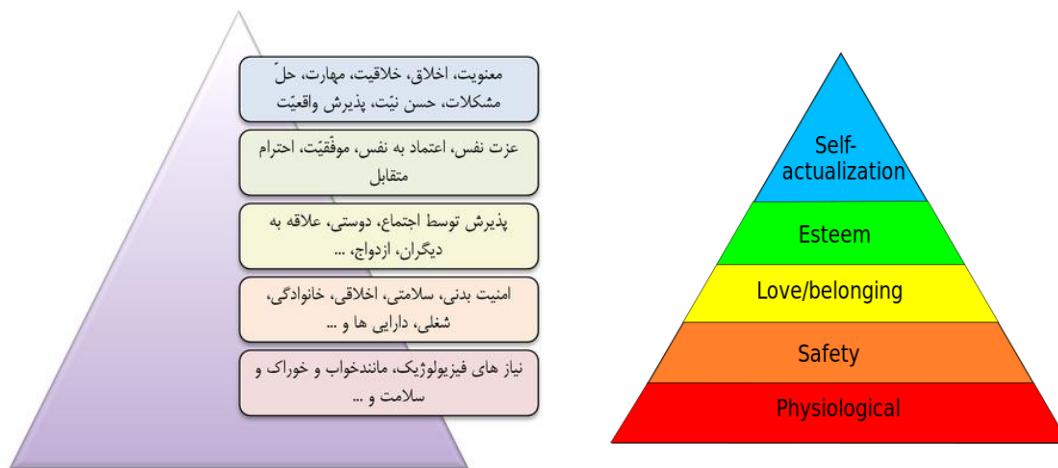 معنویت، اخلاق، خلاقیت، مهارت، حلّ
مشکلات، حسن نیّت، پذیرش واقعیّت
عزت نفس، اعتماد به نفس، موفّقیّت، احترام
متقابل
پذیرش توسط اجتماع، دوستی، علاقه به
دیگران، ازدواج، ...
امنیت بدنی، سلامتی، اخلاقی، خانوادگی،
شغلی، دارایی ها و ...
نیاز های فیزیولوژیک، مانندخواب و خوراک و
سلامت و ...
Self-
actualization
Esteem
Love/belonging
Safety
Physiological